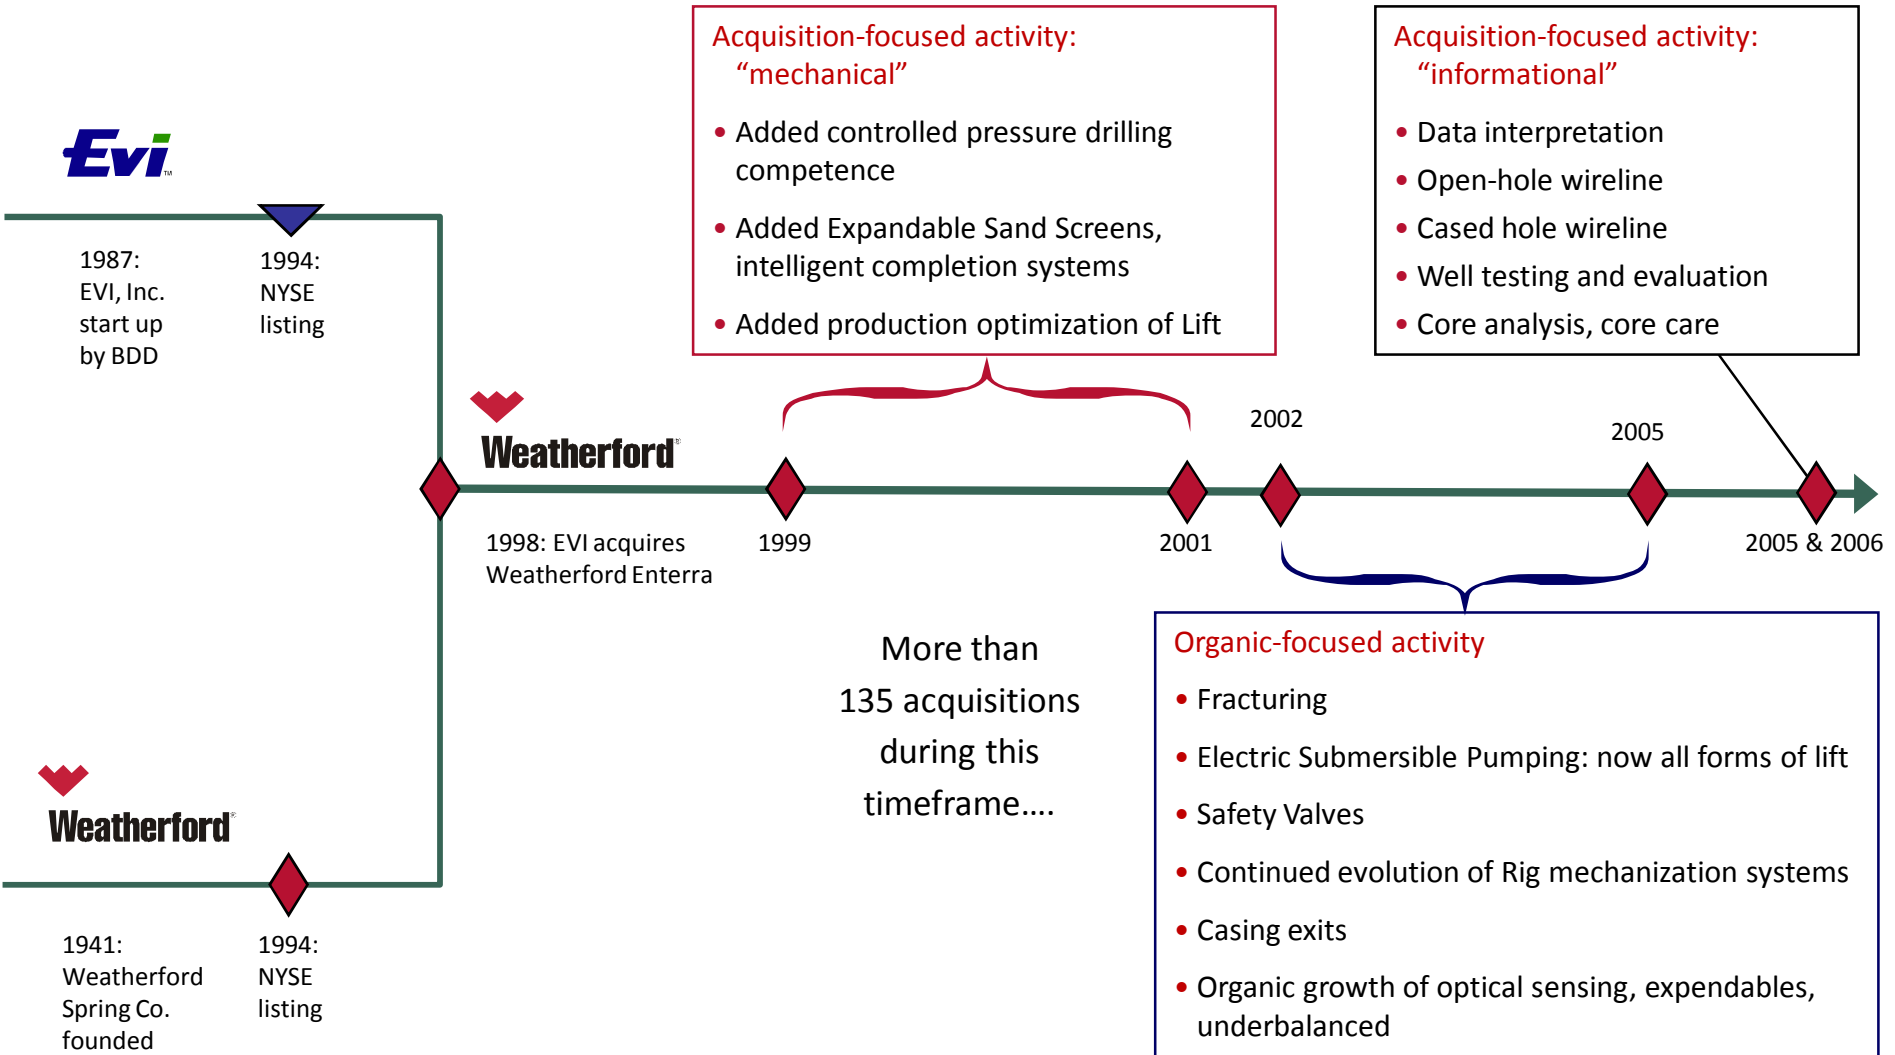 Acquisition-focused activity:
“mechanical”
• Added controlled pressure drilling
competence
• Added Expandable Sand Screens,
intelligent completion systems
• Added production optimization of Lift
Acquisition-focused activity:
“informational”
• Data interpretation
• Open-hole wireline
• Cased hole wireline
• Well testing and evaluation
• Core analysis, core care
Evi™
1987:
EVI, Inc.
start up
by BDD
1994:
NYSE
listing
Weatherford®
1998: EVI acquires
Weatherford Enterra
1999
2001
2002
2005
2005 & 2006
More than
135 acquisitions
during this
timeframe....
Organic-focused activity
• Fracturing
• Electric Submersible Pumping: now all forms of lift
• Safety Valves
• Continued evolution of Rig mechanization systems
• Casing exits
• Organic growth of optical sensing, expendables,
underbalanced
Weatherford®
1941:
Weatherford
Spring Co.
founded
1994:
NYSE
listing